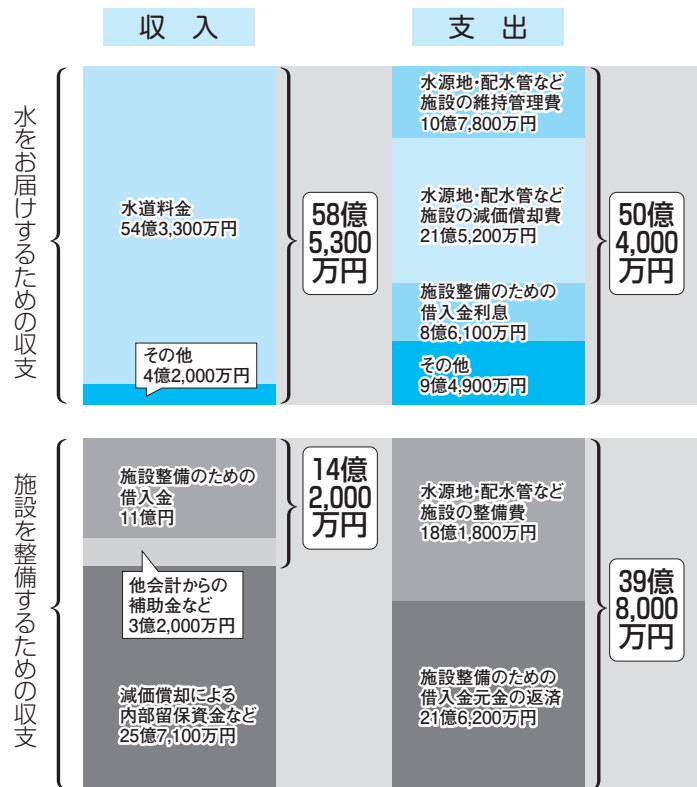 収 入
支 出
水をお届けするための収支
水道料金
54億3,300万円
その他
4億2,000万円
58億
5,300
万円
水源地・配水管など
施設の維持管理費
10億7,800万円
水源地・配水管など
施設の減価償却費
21億5,200万円
施設整備のための
借入金利息
8億6,100万円
その他
9億4,900万円
50億
4,000
万円
施設を整備するための収支
施設整備のための
借入金
11億円
他会計からの
補助金など
3億2,000万円
減価償却による
内部留保資金など
25億7,100万円
14億
2,000
万円
水源地・配水管など
施設の整備費
18億1,800万円
施設整備のための
借入金元金の返済
21億6,200万円
39億
8,000
万円